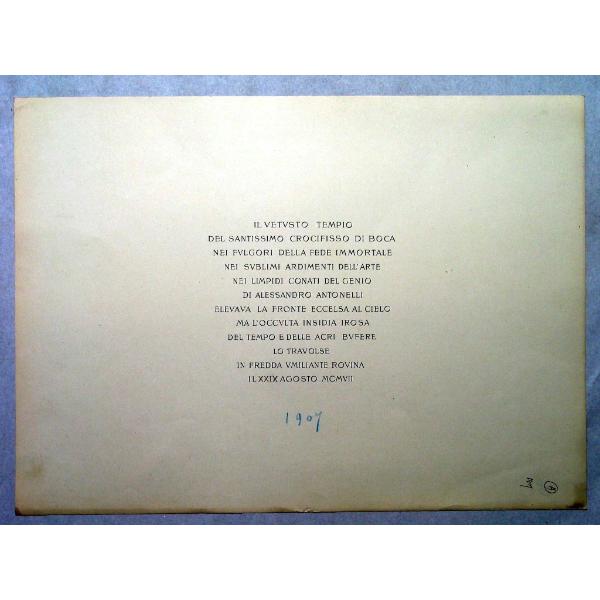 IL VETVSTO TEMPIO
DEL SANTISSIMO CROCIFISSO DI BOCA
NEI FVLGORI DELLA FEDE IMMORTALE
NEI SVBLIMI ARDIMENTI DELL'ARTE
NEI LIMPIDI CONATI DEL GENIO
DI ALESSANDRO ANTONELLI
ELEVAVA LA FRONTE ECCELSA AL CIELO
MA L'OCCVLTA INSIDIA IROSA
DEL TEMPO E DELLE ACRI BVFERE
LO TRAVOLSE
IN FREDDA VMILIANTE ROVINA
IL XXIX AGOSTO MCMVII
1907